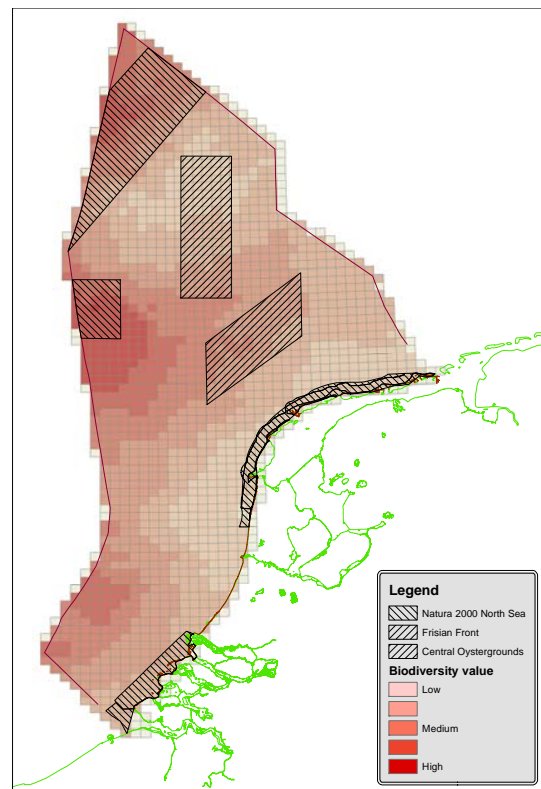 Legend
Natura 2000 North Sea
Frisian Front
Central Oystergrounds
Biodiversity value
Low
Medium
High